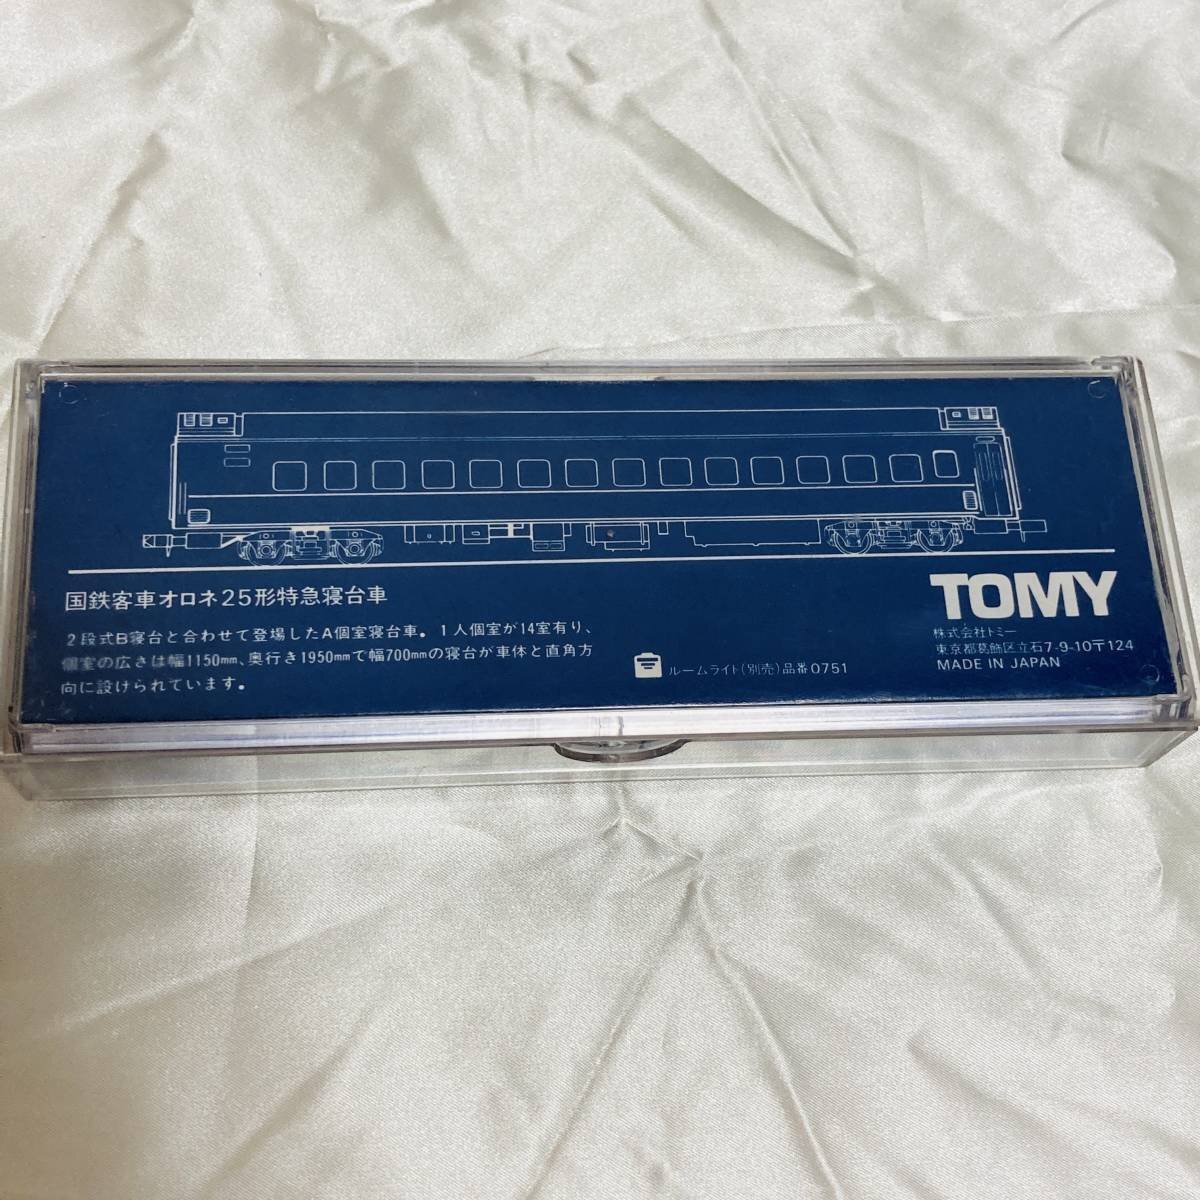 国鉄客車オロネ25形特急寝台車
2段式B寝台と合わせて登場したA個室寝台車。1人個室が14室有り、
個室の広さは幅1150mm、奥行き1950mmで幅700mmの寝台が車体と直角方
向に設けられています。
ルームライト(別売)品番0751
TOMY
株式会社トミー
東京都葛飾区立石7-9-10〒124
MADE IN JAPAN